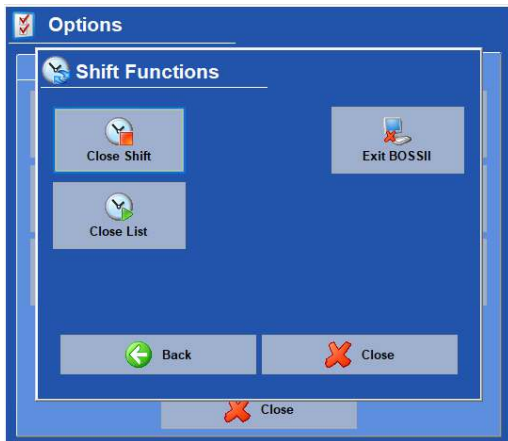 Options
Shift Functions
Close Shift
Exit BOSSII
Close List
Back
Close
Close